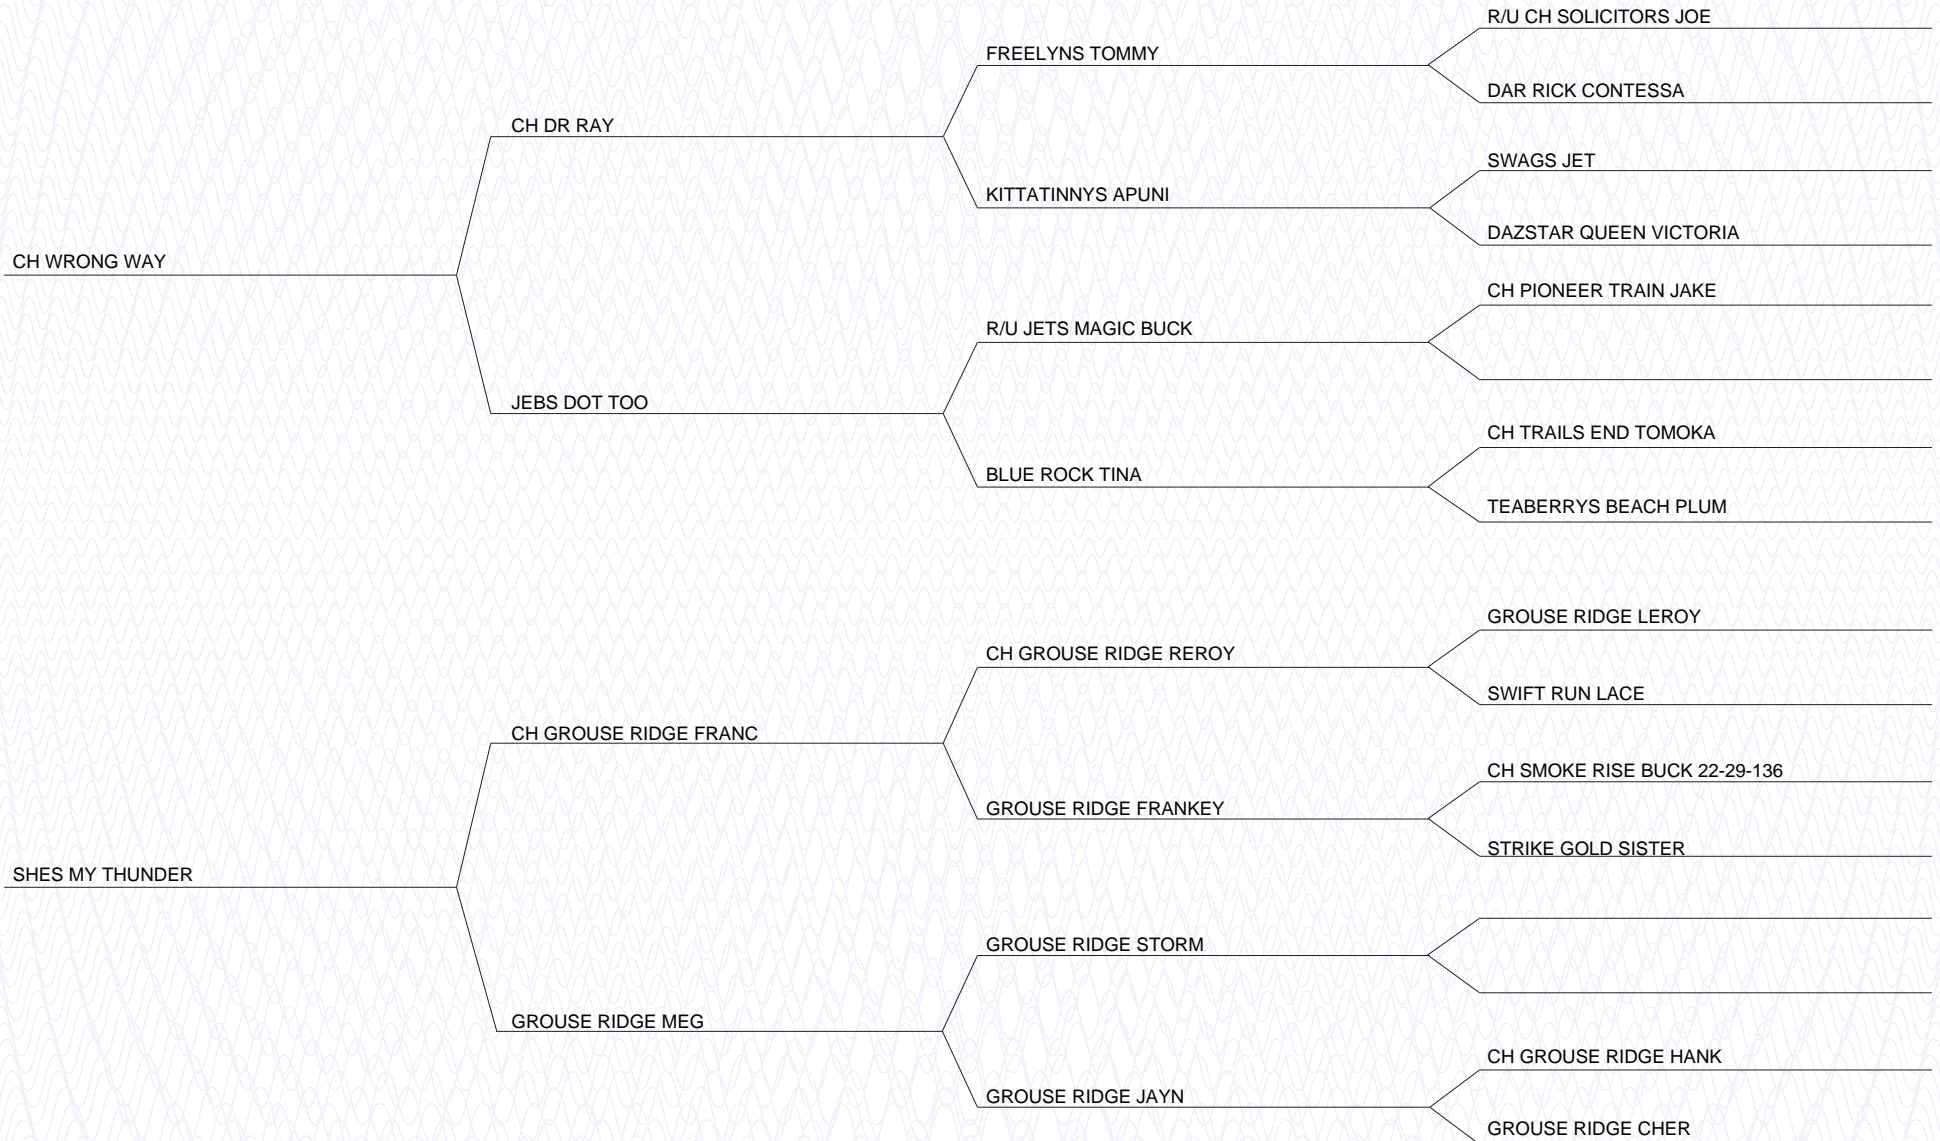 R/U CH SOLICITORS JOE
FREELYNS TOMMY
DAR RICK CONTESSA
CH DR RAY
SWAGS JET
KITTATINNYS APUNI
DAZSTAR QUEEN VICTORIA
CH WRONG WAY
CH PIONEER TRAIN JAKE
R/U JETS MAGIC BUCK
JEBS DOT TOO
CH TRAILS END TOMOKA
BLUE ROCK TINA
TEABERRYS BEACH PLUM
GROUSE RIDGE LEROY
CH GROUSE RIDGE REROY
SWIFT RUN LACE
CH GROUSE RIDGE FRANC
CH SMOKE RISE BUCK 22-29-136
GROUSE RIDGE FRANKEY
STRIKE GOLD SISTER
SHES MY THUNDER
GROUSE RIDGE STORM
GROUSE RIDGE MEG
CH GROUSE RIDGE HANK
GROUSE RIDGE JAYN
GROUSE RIDGE CHER